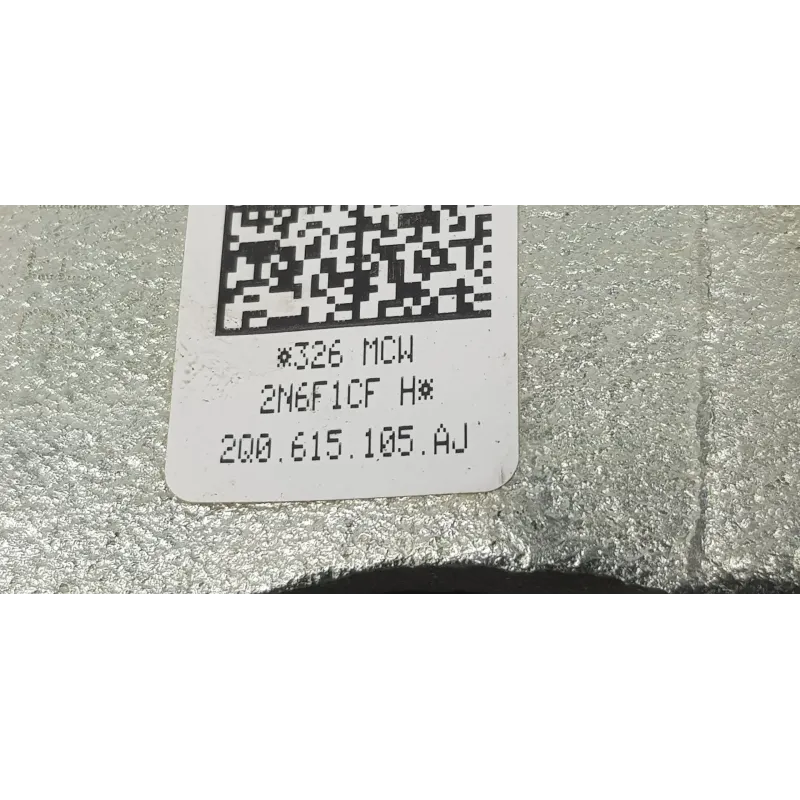 *326 MCW
2N6F1CF H*
2Q0.615.105.AJ